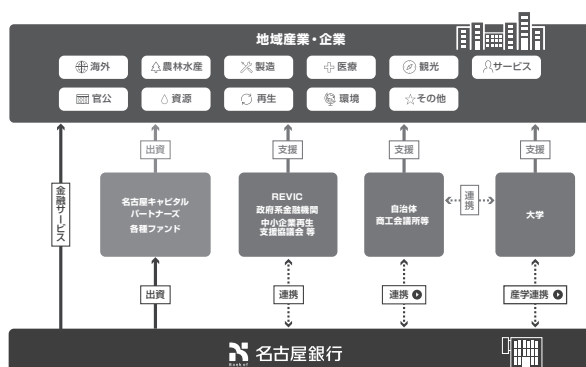 地域産業・企業
海外
農林水産
製造
医療
観光
サービス
官公
資源
再生
環境
その他
出資
支援
支援
支援
金融サービス
名古屋キャピタル
パートナーズ
各種ファンド
REVIC
政府系金融機関
中小企業再生
支援協議会 等
自治体
商工会議所等
連携
大学
出資
連携
連携
産学連携
名古屋銀行